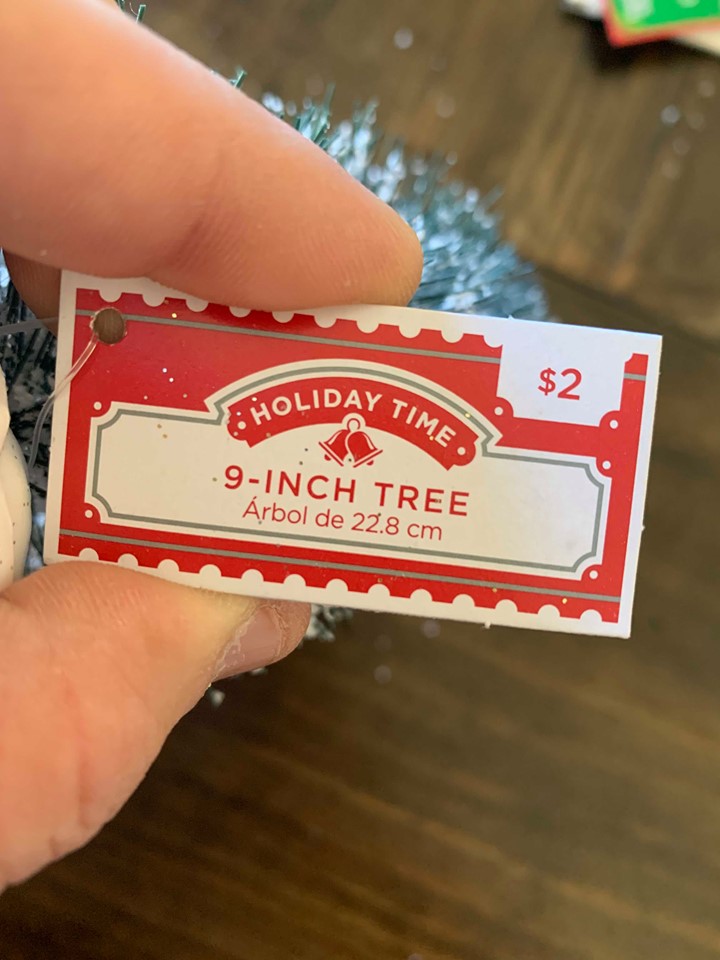 $2
HOLIDAY TIME
9-INCH TREE
Árbol de 22.8 cm